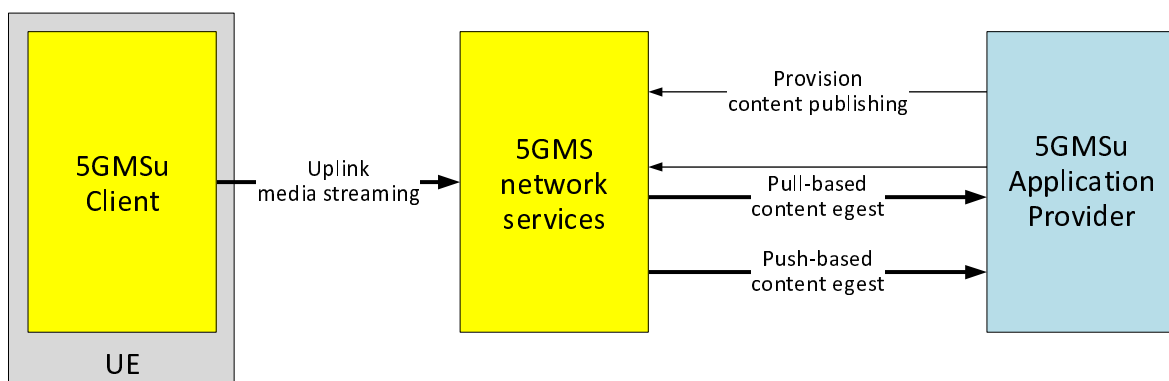 5GMSu
Client
UE
Uplink
media streaming
5GMS
network
services
Provision
content publishing
Pull-based
content egest
Push-based
content egest
5GMSu
Application
Provider